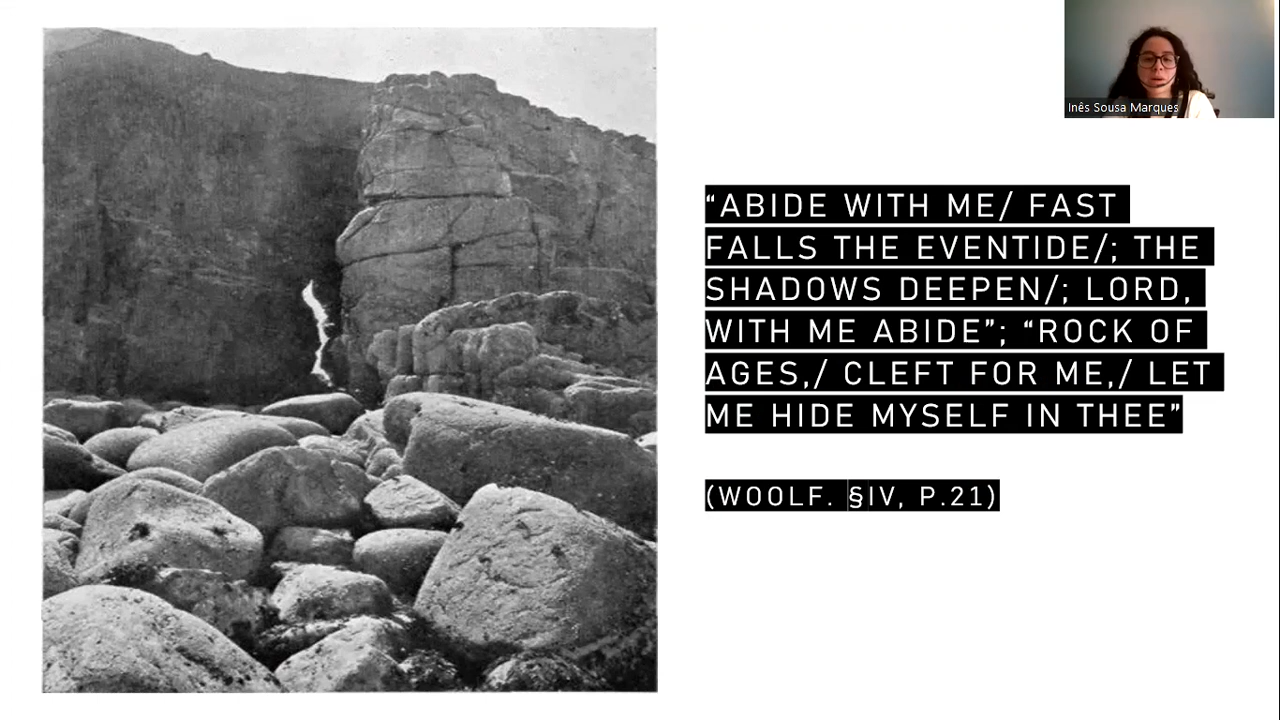 Inês Sousa Marques
“ABIDE WITH ME/ FAST
FALLS THE EVENTIDE/; THE
SHADOWS DEEPEN/; LORD,
WITH ME ABIDE”; “ROCK OF
AGES,/ CLEFT FOR ME,/ LET
ME HIDE MYSELF IN THEE”
(WOOLF. §IV, P.21)